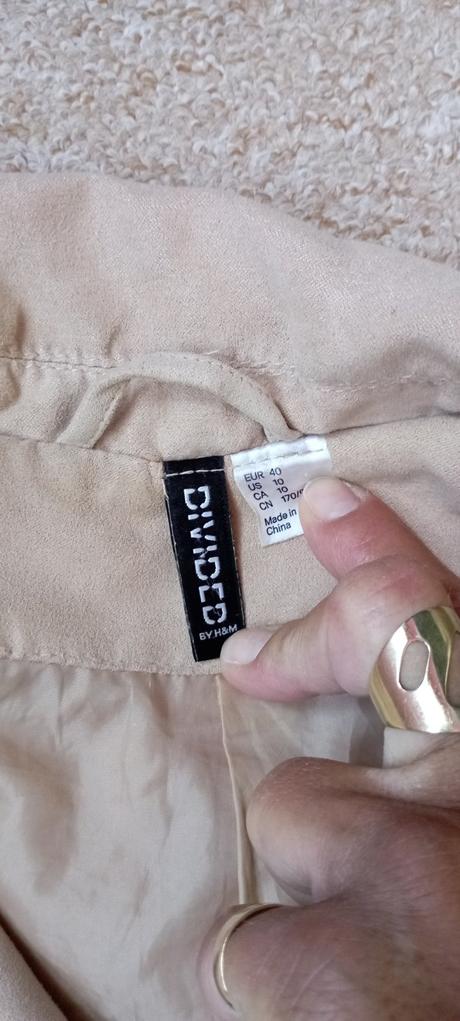 DIVIDED
BY H&M
EUR 40
US 10
CA 10
CN 170/
Made in
China